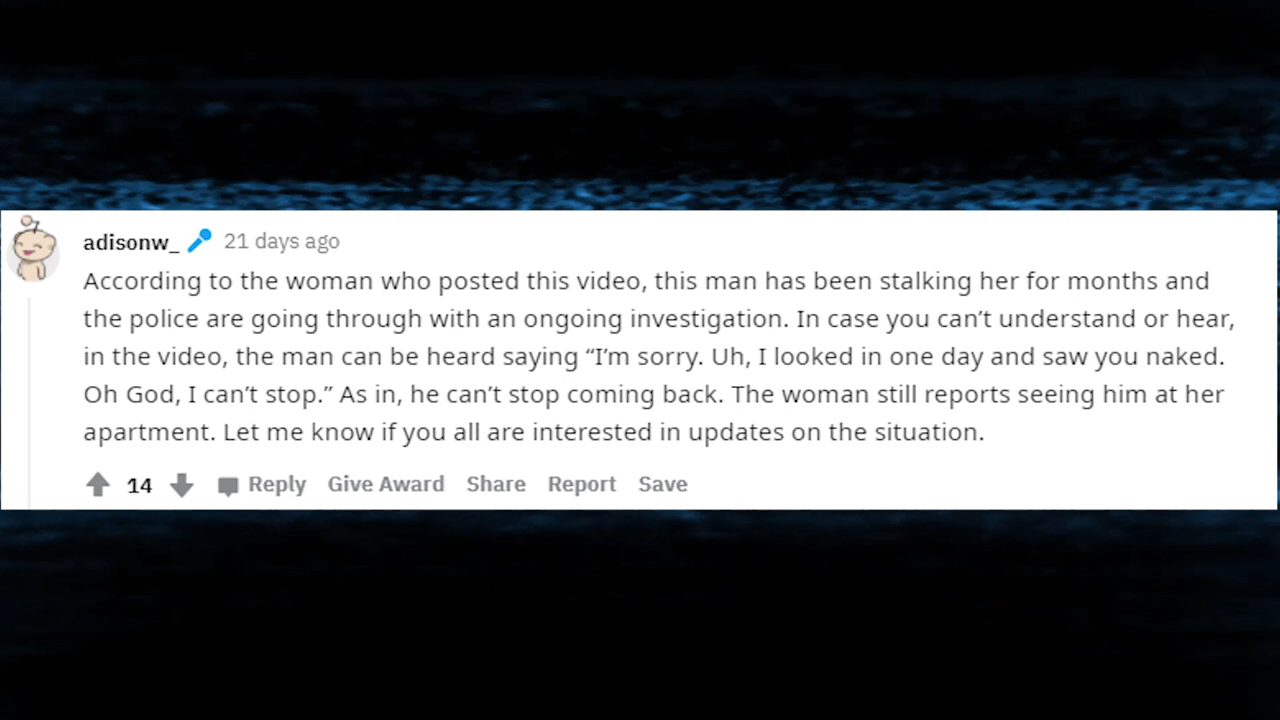 adisonw_ 21 days ago
According to the woman who posted this video, this man has been stalking her for months and
the police are going through with an ongoing investigation. In case you can’t understand or hear,
in the video, the man can be heard saying “I’m sorry. Uh, I looked in one day and saw you naked.
Oh God, I can’t stop.” As in, he can’t stop coming back. The woman still reports seeing him at her
apartment. Let me know if you all are interested in updates on the situation.
14 Reply Give Award Share Report Save